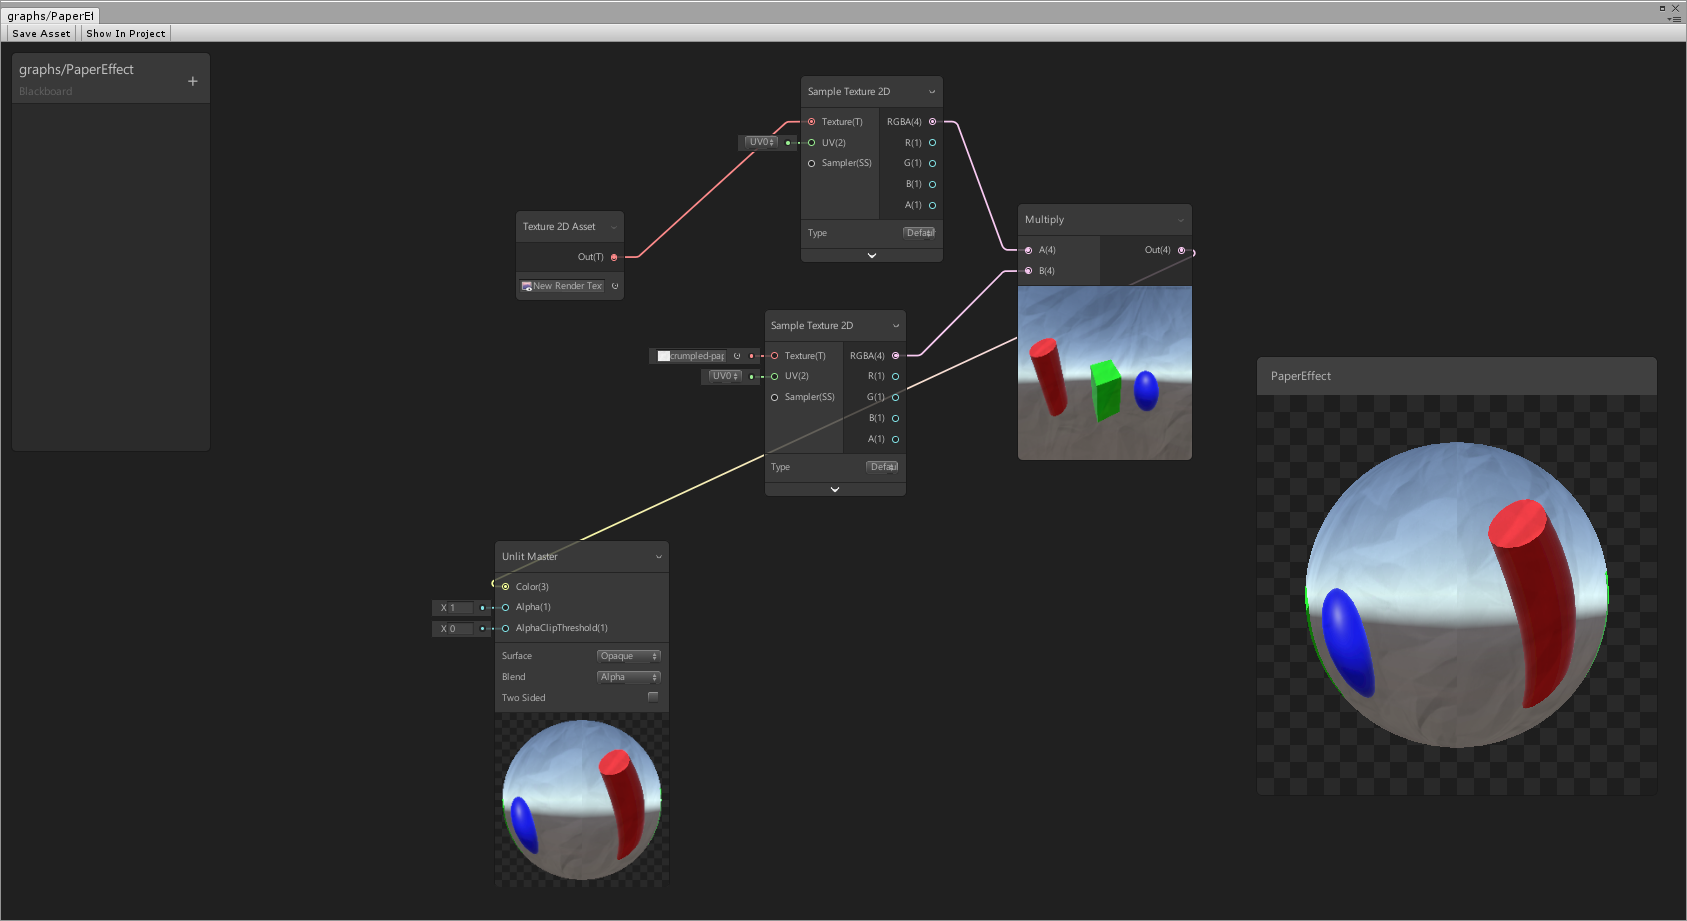 graphs/PaperEf
Save Asset
Show In Project
graphs/PaperEffect
Blackboard
Sample Texture 2D
Texture(T)
RGBA(4)
UV0
UV(2)
R(1)
Sampler(SS)
G(1)
B(1)
A(1)
Type
Defaul
Texture 2D Asset
Out(T)
New Render Tex
Multiply
A(4)
Out(4)
B(4)
Sample Texture 2D
crumpled-pap
Texture(T)
RGBA(4)
UV0
UV(2)
R(1)
Sampler(SS)
G(1)
B(1)
A(1)
Type
Defaul
PaperEffect
Unlit Master
Color(3)
X 1
Alpha(1)
X 0
AlphaClipThreshold(1)
Surface
Opaque
Blend
Alpha
Two Sided